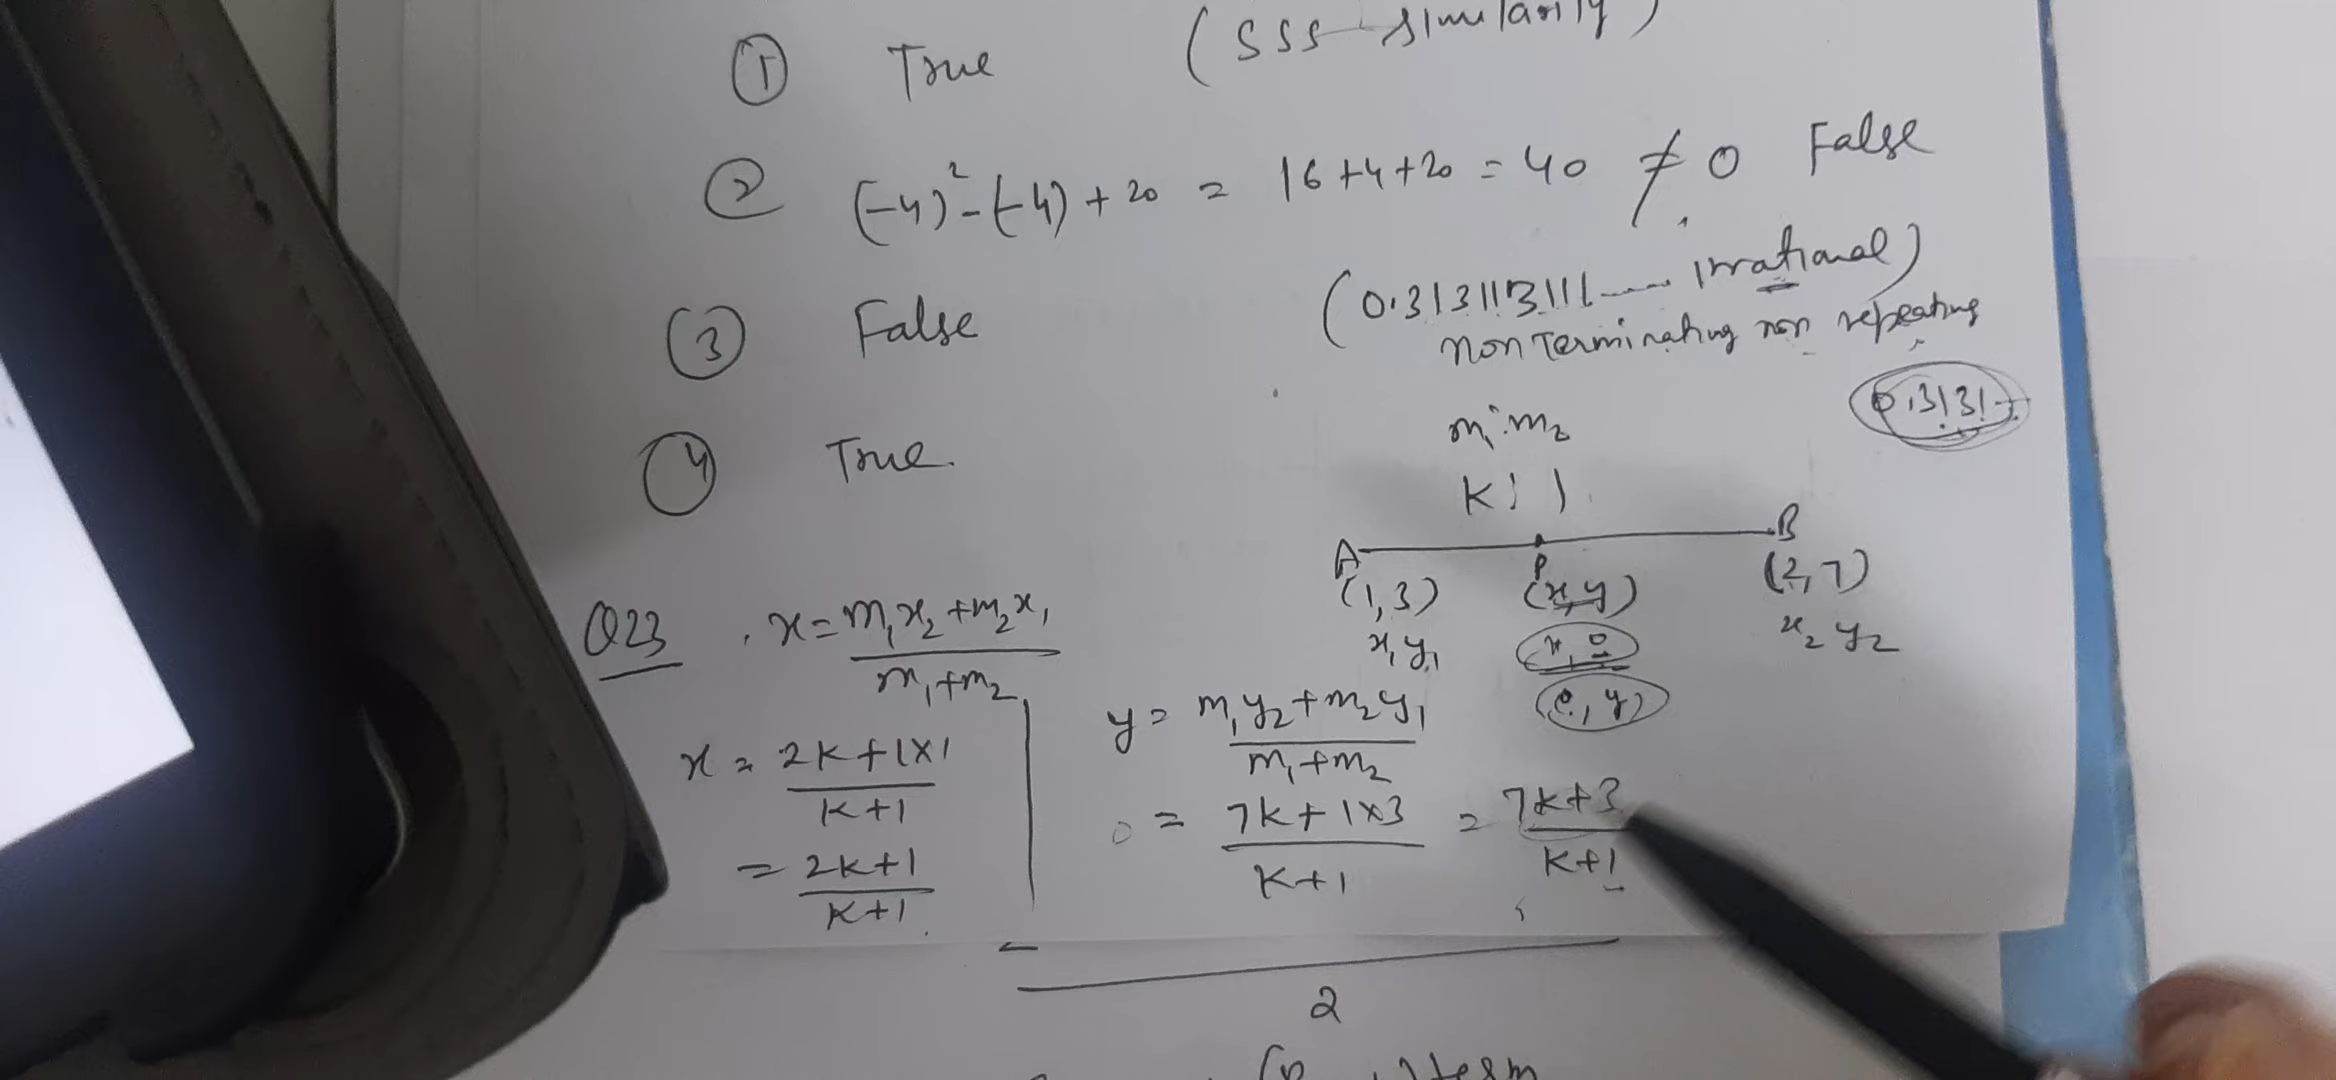 ① True (SSS similarity)
② (-4)² - (-4) + 20 = 16 + 4 + 20 = 40 ≠ 0 False
③ False (0.313113111..... irrational)
non Terminating non repeating
0.3131
④ True.
m₁:m₂
K: 1
A P B
(1,3) (x,y) (2,7)
x₁ y₁ x, 0 x₂ y₂
(0, y)
Q23 x = m₁x₂ + m₂x₁ / m₁ + m₂
y = m₁y₂ + m₂y₁ / m₁ + m₂
x = 2K + 1×1 / K+1
0 = 7K + 1×3 / K+1 = 7K+3 / K+1
= 2K+1 / K+1
2
term